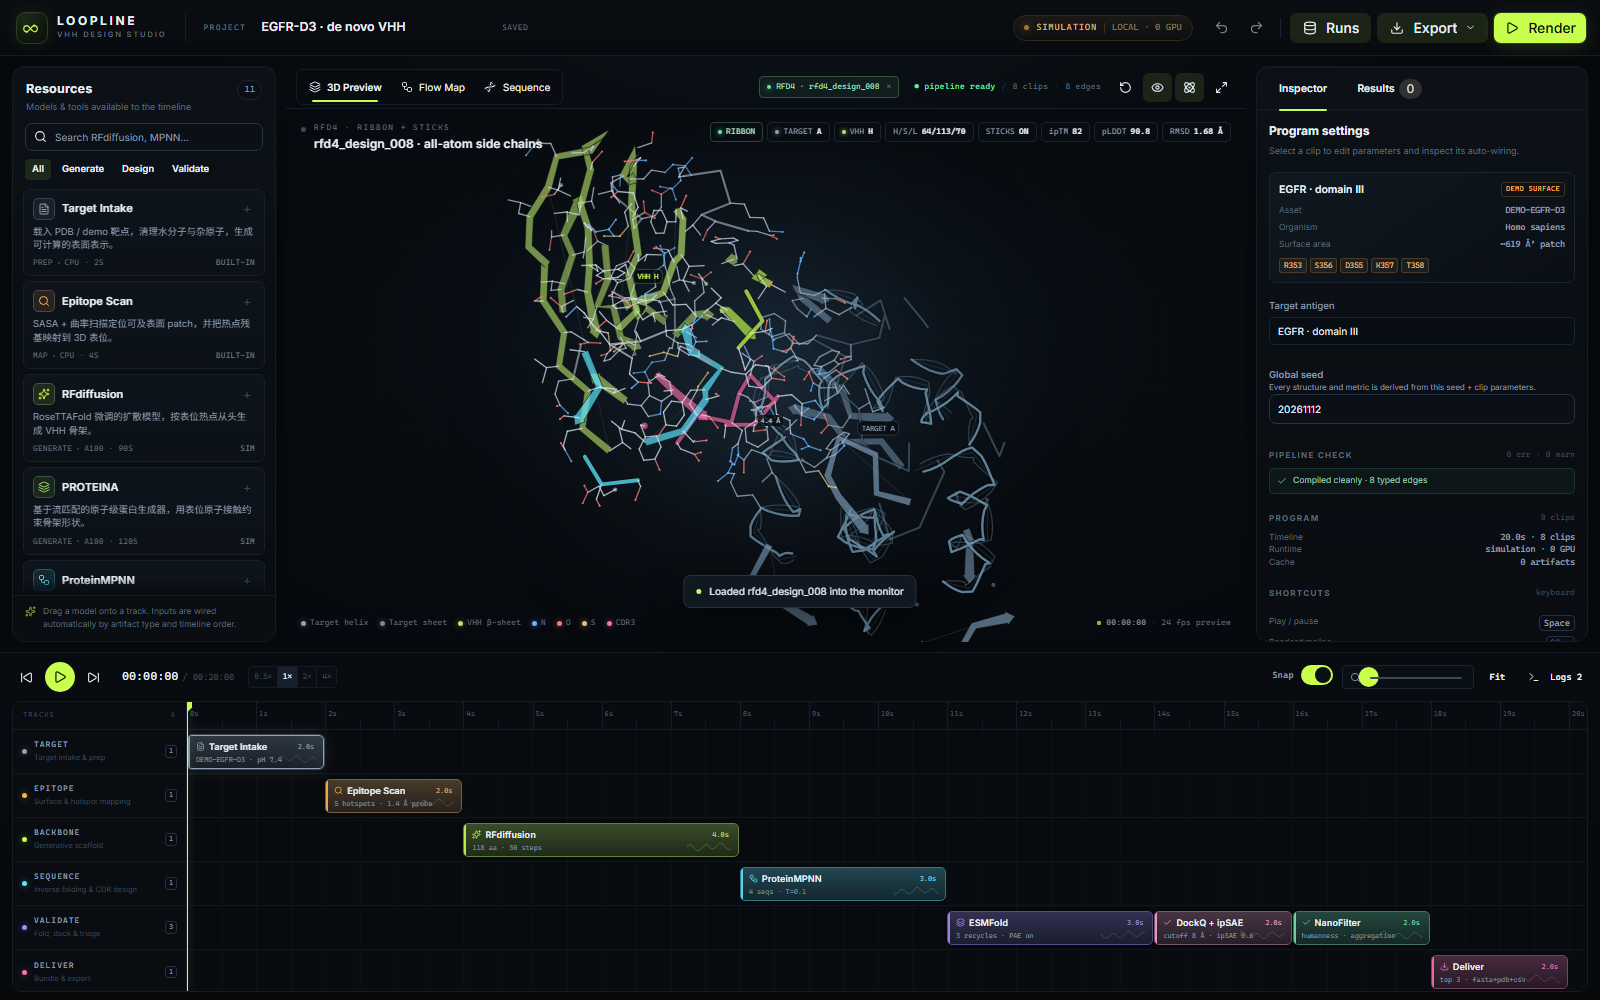 LOOPLINE
VHH DESIGN STUDIO
PROJECT
EGFR-D3 · de novo VHH
SAVED
SIMULATION
LOCAL · 0 GPU
Runs
Export
Render
Resources
11
Models & tools available to the timeline
Search RFdiffusion, MPNN...
All
Generate
Design
Validate
Target Intake
载入 PDB / demo 靶点，清理水分子与杂原子，生成
可计算的表面表示。
PREP · CPU · 2S
BUILT-IN
Epitope Scan
SASA + 曲率扫描定位可及表面 patch，并把热点残
基映射到 3D 表位。
MAP · CPU · 4S
BUILT-IN
RFdiffusion
RoseTTAFold 微调的扩散模型，按表位热点从头生
成 VHH 骨架。
GENERATE · A100 · 90S
SIM
PROTEINA
基于流匹配的原子级蛋白生成器，用表位原子接触约
束骨架形状。
GENERATE · A100 · 120S
SIM
ProteinMPNN
Drag a model onto a track. Inputs are wired
automatically by artifact type and timeline order.
3D Preview
Flow Map
Sequence
RFD4 · rfd4_design_008 ×
pipeline ready / 8 clips · 8 edges
RFD4 · RIBBON + STICKS
rfd4_design_008 · all-atom side chains
RIBBON
TARGET A
VHH H
H/S/L 64/113/70
STICKS ON
ipTM 82
pLDDT 90.8
RMSD 1.68 Å
VHH H
4.4 Å
TARGET A
Loaded rfd4_design_008 into the monitor
Target helix
Target sheet
VHH β-sheet
N
O
S
CDR3
00:00:00 · 24 fps preview
Inspector
Results 0
Program settings
Select a clip to edit parameters and inspect its auto-wiring.
EGFR · domain III
DEMO SURFACE
Asset
DEMO-EGFR-D3
Organism
Homo sapiens
Surface area
~619 Å² patch
R353
S356
D355
K357
T358
Target antigen
EGFR · domain III
Global seed
Every structure and metric is derived from this seed + clip parameters.
20261112
PIPELINE CHECK
0 err · 0 warn
Compiled cleanly · 8 typed edges
PROGRAM
8 clips
Timeline
20.0s · 8 clips
Runtime
simulation · 0 GPU
Cache
0 artifacts
SHORTCUTS
keyboard
Play / pause
Space
00:00:00 / 00:20:00
0.5×
1×
2×
4×
Snap
Fit
Logs 2
TRACKS
6
0s
1s
2s
3s
4s
5s
6s
7s
8s
9s
10s
11s
12s
13s
14s
15s
16s
17s
18s
19s
20s
TARGET
Target intake & prep
1
Target Intake
2.0s
DEMO-EGFR-D3 · pH 7.4
EPITOPE
Surface & hotspot mapping
1
Epitope Scan
2.0s
5 hotspots · 1.4 Å probe
BACKBONE
Generative scaffold
1
RFdiffusion
4.0s
118 aa · 50 steps
SEQUENCE
Inverse folding & CDR design
1
ProteinMPNN
3.0s
4 seqs · T=0.1
VALIDATE
Fold, dock & triage
3
ESMFold
3.0s
3 recycles · PAE on
DockQ + ipSAE
2.0s
cutoff 8 Å · ipSAE 0.6
NanoFilter
2.0s
humanness · aggregation
DELIVER
Bundle & export
1
Deliver
2.0s
top 3 · fasta+pdb+csv